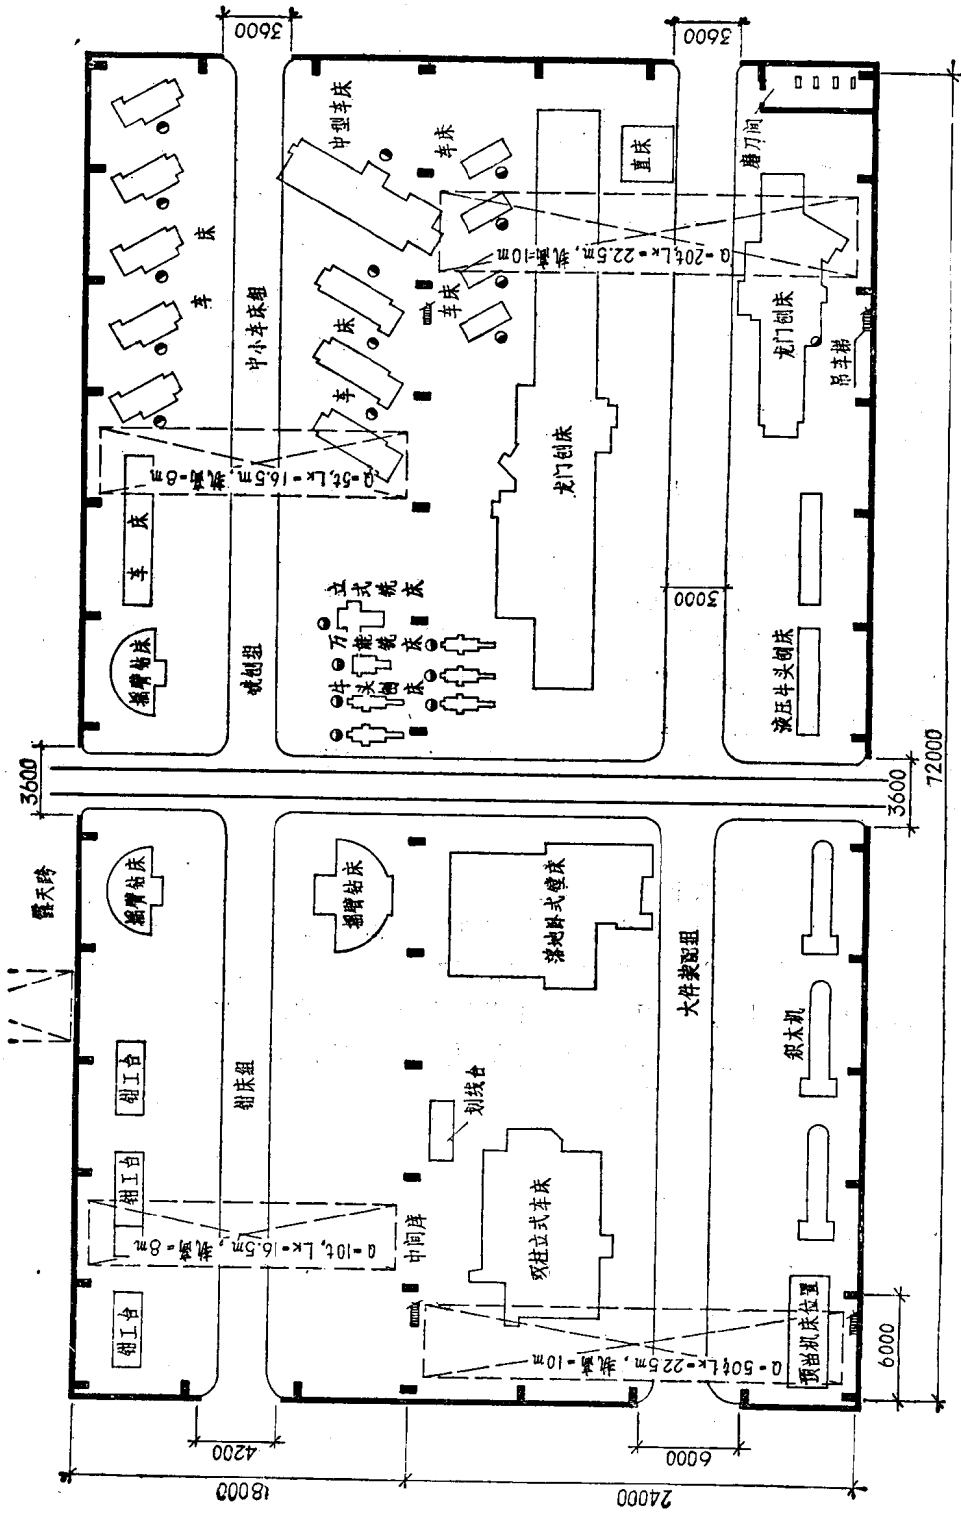 3600
3600
车床
中小车床组
中型车床
车床
车床
车床
直床
磨刀间
Q=20t,Lk=22.5m,轨高=10m
龙门刨床
吊车梯
Q=5t,Lk=16.5m,轨高=8m
龙门刨床
车床
立式铣床
万能铣床
牛头刨床
3000
摇臂钻床
铣刨组
液压牛头刨床
3600
3600
72000
露天跨
摇臂钻床
摇臂钻床
落地卧式镗床
大件装配组
钳工台
钳床组
划线台
积木机
钳工台
Q=10t,Lk=16.5m,轨高=8m
中间库
双柱立式车床
钳工台
Q=50t,Lk=22.5m,轨高=10m
预留机床位置
6000
4200
6000
18000
24000